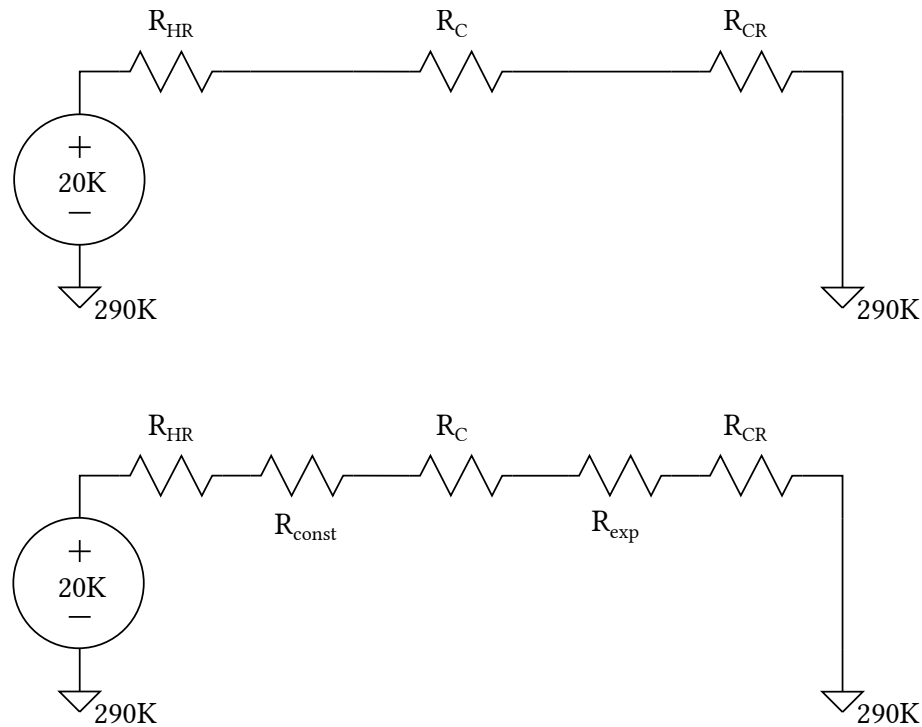 R_HR R_C R_CR
+
20K
−
290K 290K
R_HR R_C R_CR
R_const R_exp
+
20K
−
290K 290K